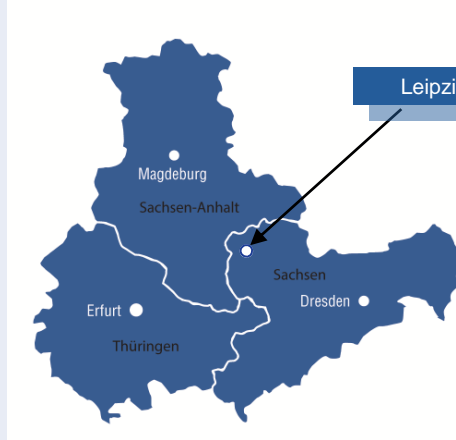 Leipzi
Magdeburg
Sachsen-Anhalt
Sachsen
Dresden
Erfurt
Thüringen